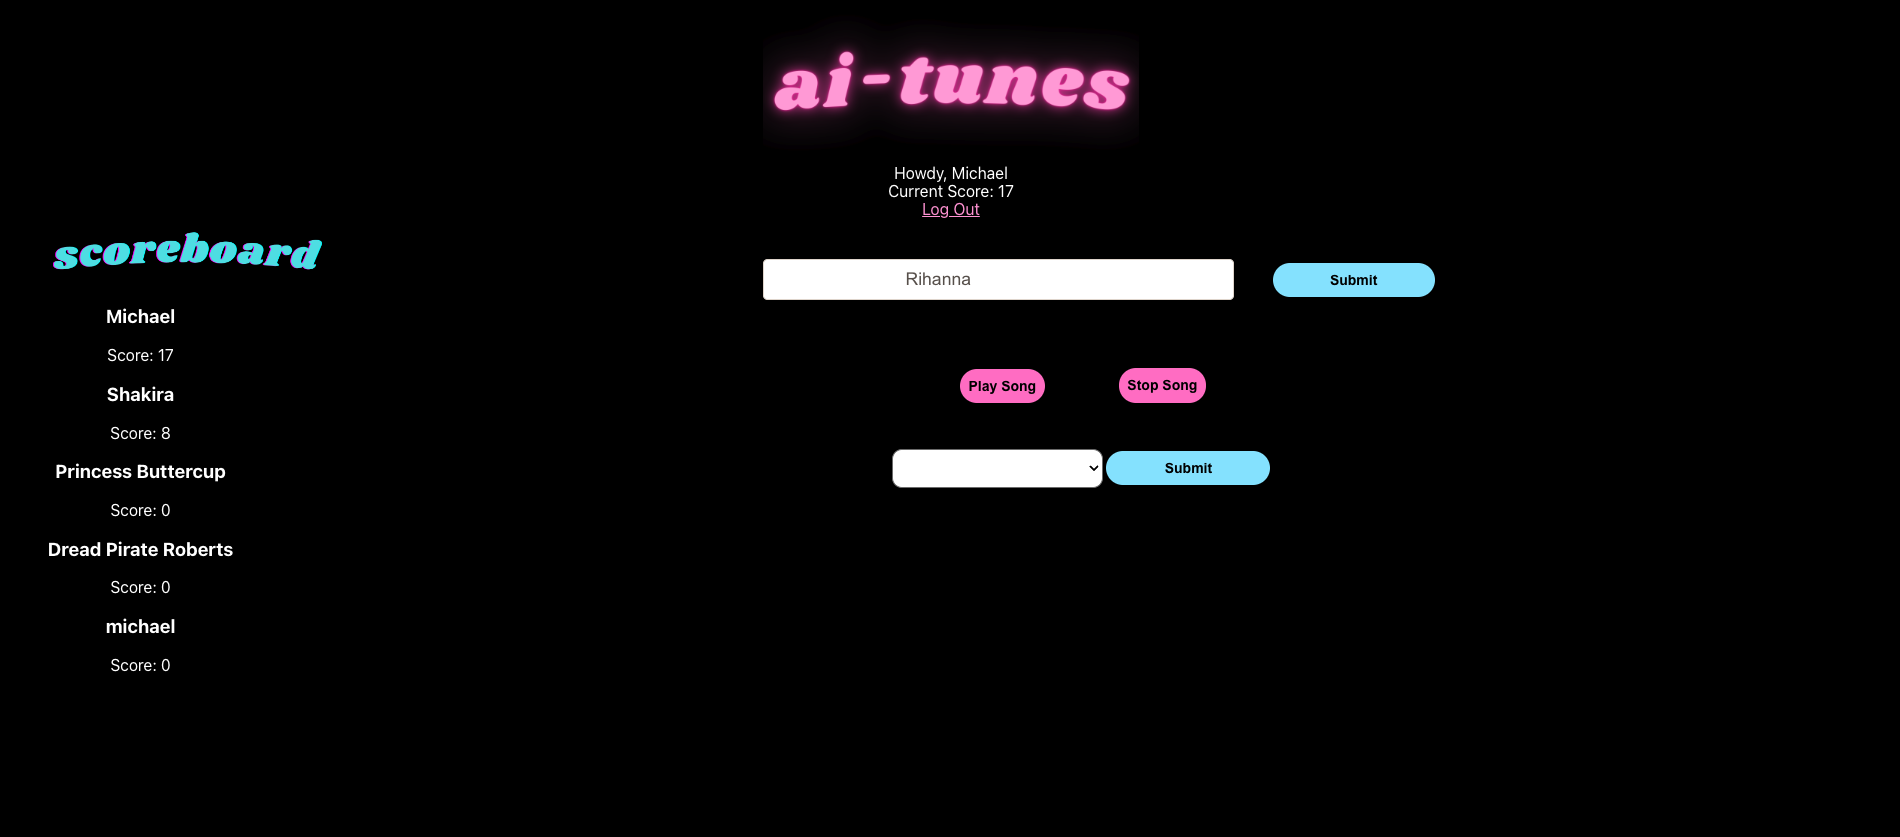 ai-tunes
Howdy, Michael
Current Score: 17
Log Out
scoreboard
Michael
Score: 17
Shakira
Score: 8
Princess Buttercup
Score: 0
Dread Pirate Roberts
Score: 0
michael
Score: 0
Rihanna
Submit
Play Song
Stop Song
Submit